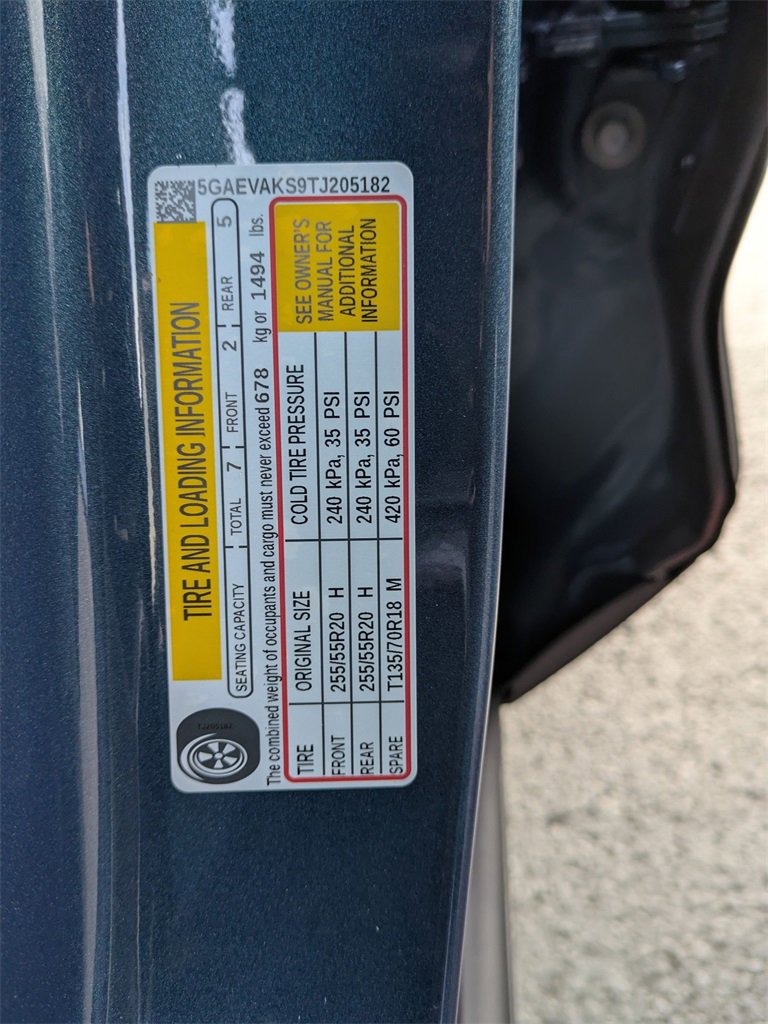 5GAEVAKS9TJ205182
TIRE AND LOADING INFORMATION
SEATING CAPACITY TOTAL 7 FRONT 2 REAR 5
The combined weight of occupants and cargo must never exceed 678 kg or 1494 lbs.
TIRE ORIGINAL SIZE COLD TIRE PRESSURE
FRONT 255/55R20 H 240 kPa, 35 PSI
REAR 255/55R20 H 240 kPa, 35 PSI
SPARE T135/70R18 M 420 kPa, 60 PSI
SEE OWNER'S
MANUAL FOR
ADDITIONAL
INFORMATION
TJ205182